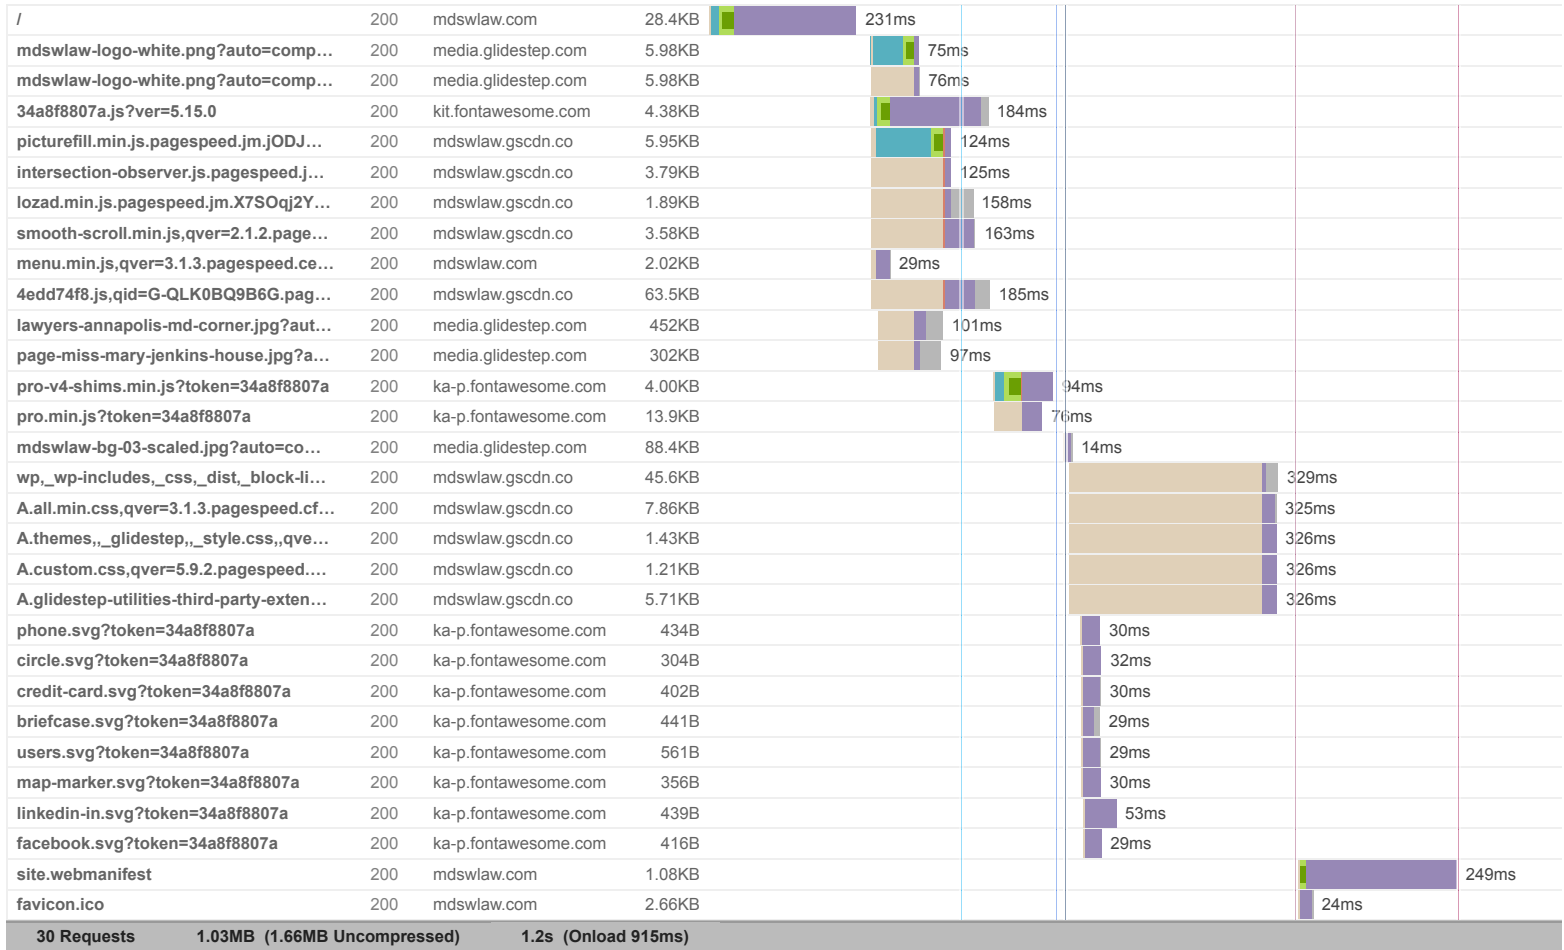 / 200 mdswlaw.com 28.4KB 231ms
mdswlaw-logo-white.png?auto=comp… 200 media.glidestep.com 5.98KB 75ms
mdswlaw-logo-white.png?auto=comp… 200 media.glidestep.com 5.98KB 76ms
34a8f8807a.js?ver=5.15.0 200 kit.fontawesome.com 4.38KB 184ms
picturefill.min.js.pagespeed.jm.jODJ… 200 mdswlaw.gscdn.co 5.95KB 124ms
intersection-observer.js.pagespeed.j… 200 mdswlaw.gscdn.co 3.79KB 125ms
lozad.min.js.pagespeed.jm.X7SOqj2Y… 200 mdswlaw.gscdn.co 1.89KB 158ms
smooth-scroll.min.js,qver=2.1.2.page… 200 mdswlaw.gscdn.co 3.58KB 163ms
menu.min.js,qver=3.1.3.pagespeed.ce… 200 mdswlaw.com 2.02KB 29ms
4edd74f8.js,qid=G-QLK0BQ9B6G.pag… 200 mdswlaw.gscdn.co 63.5KB 185ms
lawyers-annapolis-md-corner.jpg?aut… 200 media.glidestep.com 452KB 101ms
page-miss-mary-jenkins-house.jpg?a… 200 media.glidestep.com 302KB 97ms
pro-v4-shims.min.js?token=34a8f8807a 200 ka-p.fontawesome.com 4.00KB 94ms
pro.min.js?token=34a8f8807a 200 ka-p.fontawesome.com 13.9KB 76ms
mdswlaw-bg-03-scaled.jpg?auto=co… 200 media.glidestep.com 88.4KB 14ms
wp,_wp-includes,_css,_dist,_block-li… 200 mdswlaw.gscdn.co 45.6KB 329ms
A.all.min.css,qver=3.1.3.pagespeed.cf… 200 mdswlaw.gscdn.co 7.86KB 325ms
A.themes,,_glidestep,,_style.css,,qve… 200 mdswlaw.gscdn.co 1.43KB 326ms
A.custom.css,qver=5.9.2.pagespeed.… 200 mdswlaw.gscdn.co 1.21KB 326ms
A.glidestep-utilities-third-party-exten… 200 mdswlaw.gscdn.co 5.71KB 326ms
phone.svg?token=34a8f8807a 200 ka-p.fontawesome.com 434B 30ms
circle.svg?token=34a8f8807a 200 ka-p.fontawesome.com 304B 32ms
credit-card.svg?token=34a8f8807a 200 ka-p.fontawesome.com 402B 30ms
briefcase.svg?token=34a8f8807a 200 ka-p.fontawesome.com 441B 29ms
users.svg?token=34a8f8807a 200 ka-p.fontawesome.com 561B 29ms
map-marker.svg?token=34a8f8807a 200 ka-p.fontawesome.com 356B 30ms
linkedin-in.svg?token=34a8f8807a 200 ka-p.fontawesome.com 439B 53ms
facebook.svg?token=34a8f8807a 200 ka-p.fontawesome.com 416B 29ms
site.webmanifest 200 mdswlaw.com 1.08KB 249ms
favicon.ico 200 mdswlaw.com 2.66KB 24ms
30 Requests 1.03MB (1.66MB Uncompressed) 1.2s (Onload 915ms)